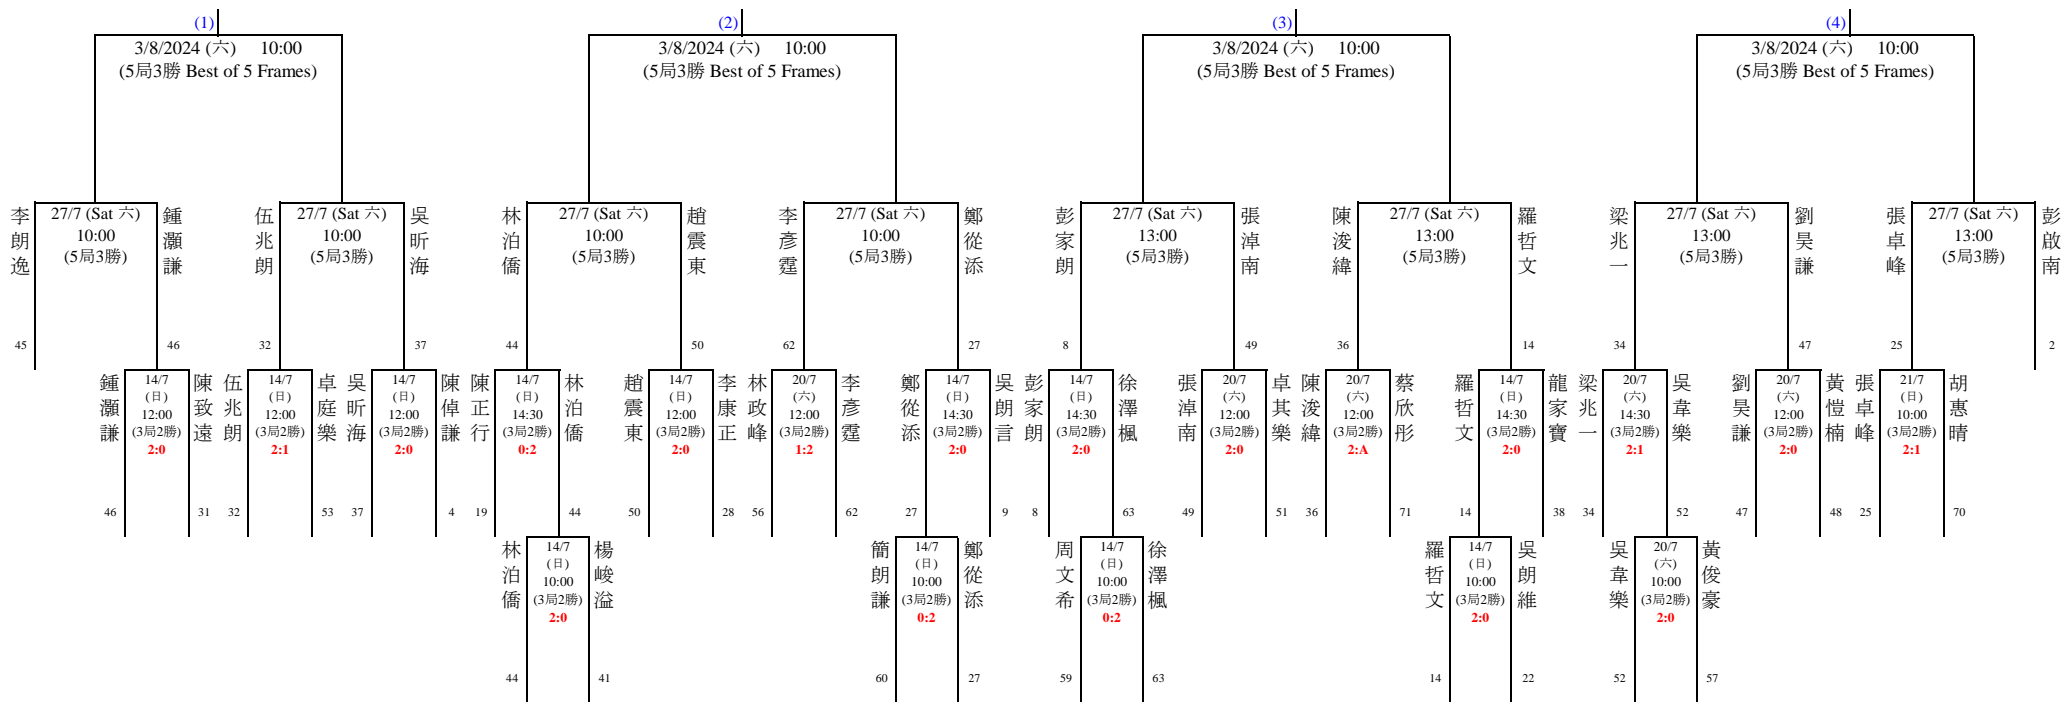 (1)
3/8/2024 (六) 10:00
(5局3勝 Best of 5 Frames)
(2)
3/8/2024 (六) 10:00
(5局3勝 Best of 5 Frames)
(3)
3/8/2024 (六) 10:00
(5局3勝 Best of 5 Frames)
(4)
3/8/2024 (六) 10:00
(5局3勝 Best of 5 Frames)
李朗逸
27/7 (Sat 六)
10:00
(5局3勝)
鍾灝謙
45
46
伍兆朗
27/7 (Sat 六)
10:00
(5局3勝)
吳昕海
32
37
林泊僑
27/7 (Sat 六)
10:00
(5局3勝)
趙震東
44
50
李彥霆
27/7 (Sat 六)
10:00
(5局3勝)
鄭從添
62
27
彭家朗
27/7 (Sat 六)
13:00
(5局3勝)
張淖南
8
49
陳浚緯
27/7 (Sat 六)
13:00
(5局3勝)
羅哲文
36
14
梁兆一
27/7 (Sat 六)
13:00
(5局3勝)
劉昊謙
34
47
張卓峰
27/7 (Sat 六)
13:00
(5局3勝)
彭啟南
25
2
鍾灝謙
14/7
(日)
12:00
(3局2勝)
2:0
陳致遠
46
31
伍兆朗
14/7
(日)
12:00
(3局2勝)
2:1
卓庭樂
32
53
吳昕海
14/7
(日)
12:00
(3局2勝)
2:0
陳倬謙
37
4
陳正行
14/7
(日)
14:30
(3局2勝)
0:2
林泊僑
19
44
趙震東
14/7
(日)
12:00
(3局2勝)
2:0
李康正
50
28
林政峰
20/7
(六)
12:00
(3局2勝)
1:2
李彥霆
56
62
鄭從添
14/7
(日)
14:30
(3局2勝)
2:0
吳朗言
27
9
彭家朗
14/7
(日)
14:30
(3局2勝)
2:0
徐澤楓
8
63
張淖南
20/7
(六)
12:00
(3局2勝)
2:0
卓其樂
49
51
陳浚緯
20/7
(六)
12:00
(3局2勝)
2:A
蔡欣彤
36
71
羅哲文
14/7
(日)
14:30
(3局2勝)
2:0
龍家寶
14
38
梁兆一
20/7
(六)
14:30
(3局2勝)
2:1
吳韋樂
34
52
劉昊謙
20/7
(六)
12:00
(3局2勝)
2:0
黃愷楠
47
48
張卓峰
21/7
(日)
10:00
(3局2勝)
2:1
胡惠晴
25
70
林泊僑
14/7
(日)
10:00
(3局2勝)
2:0
楊峻溢
44
41
簡朗謙
14/7
(日)
10:00
(3局2勝)
0:2
鄭從添
60
27
周文希
14/7
(日)
10:00
(3局2勝)
0:2
徐澤楓
59
63
羅哲文
14/7
(日)
10:00
(3局2勝)
2:0
吳朗維
14
22
吳韋樂
20/7
(六)
10:00
(3局2勝)
2:0
黃俊豪
52
57